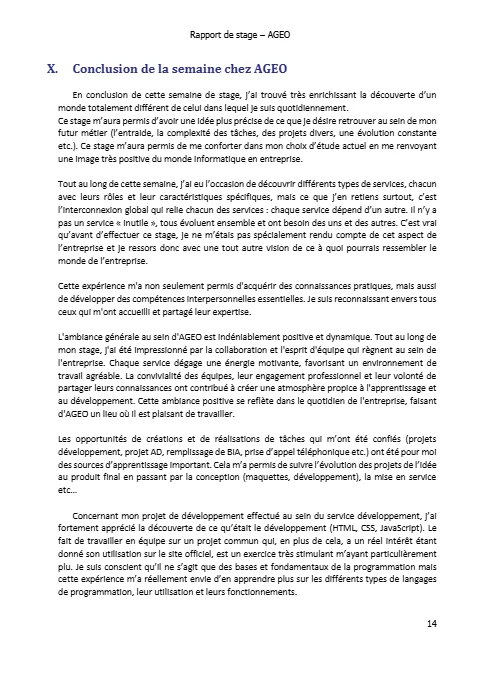 Rapport de stage – AGEO
X. Conclusion de la semaine chez AGEO
En conclusion de cette semaine de stage, j'ai trouvé très enrichissant la découverte d'un
monde totalement différent de celui dans lequel je suis quotidiennement.
Ce stage m'aura permis d'avoir une idée plus précise de ce que je désire retrouver au sein de mon
futur métier (l'entraide, la complexité des tâches, des projets divers, une évolution constante
etc.). Ce stage m'aura permis de me conforter dans mon choix d'étude actuel en me renvoyant
une image très positive du monde informatique en entreprise.
Tout au long de cette semaine, j'ai eu l'occasion de découvrir différents types de services, chacun
avec leurs rôles et leur caractéristiques spécifiques, mais ce que j'en retiens surtout, c'est
l'interconnexion global qui relie chacun des services : chaque service dépend d'un autre. Il n'y a
pas un service « inutile », tous évoluent ensemble et ont besoin des uns et des autres. C'est vrai
qu'avant d'effectuer ce stage, je ne m'étais pas spécialement rendu compte de cet aspect de
l'entreprise et je ressors donc avec une tout autre vision de ce à quoi pourrais ressembler le
monde de l'entreprise.
Cette expérience m'a non seulement permis d'acquérir des connaissances pratiques, mais aussi
de développer des compétences interpersonnelles essentielles. Je suis reconnaissant envers tous
ceux qui m'ont accueilli et partagé leur expertise.
L'ambiance générale au sein d'AGEO est indéniablement positive et dynamique. Tout au long de
mon stage, j'ai été impressionné par la collaboration et l'esprit d'équipe qui règnent au sein de
l'entreprise. Chaque service dégage une énergie motivante, favorisant un environnement de
travail agréable. La convivialité des équipes, leur engagement professionnel et leur volonté de
partager leurs connaissances ont contribué à créer une atmosphère propice à l'apprentissage et
au développement. Cette ambiance positive se reflète dans le quotidien de l'entreprise, faisant
d'AGEO un lieu où il est plaisant de travailler.
Les opportunités de créations et de réalisations de tâches qui m'ont été confiés (projets
développement, projet AD, remplissage de BIA, prise d'appel téléphonique etc.) ont été pour moi
des sources d'apprentissage important. Cela m'a permis de suivre l'évolution des projets de l'idée
au produit final en passant par la conception (maquettes, développement), la mise en service
etc...
Concernant mon projet de développement effectué au sein du service développement, j'ai
fortement apprécié la découverte de ce qu'était le développement (HTML, CSS, JavaScript). Le
fait de travailler en équipe sur un projet commun qui, en plus de cela, a un réel intérêt étant
donné son utilisation sur le site officiel, est un exercice très stimulant m'ayant particulièrement
plu. Je suis conscient qu'il ne s'agit que des bases et fondamentaux de la programmation mais
cette expérience m'a réellement envie d'en apprendre plus sur les différents types de langages
de programmation, leur utilisation et leurs fonctionnements.
14